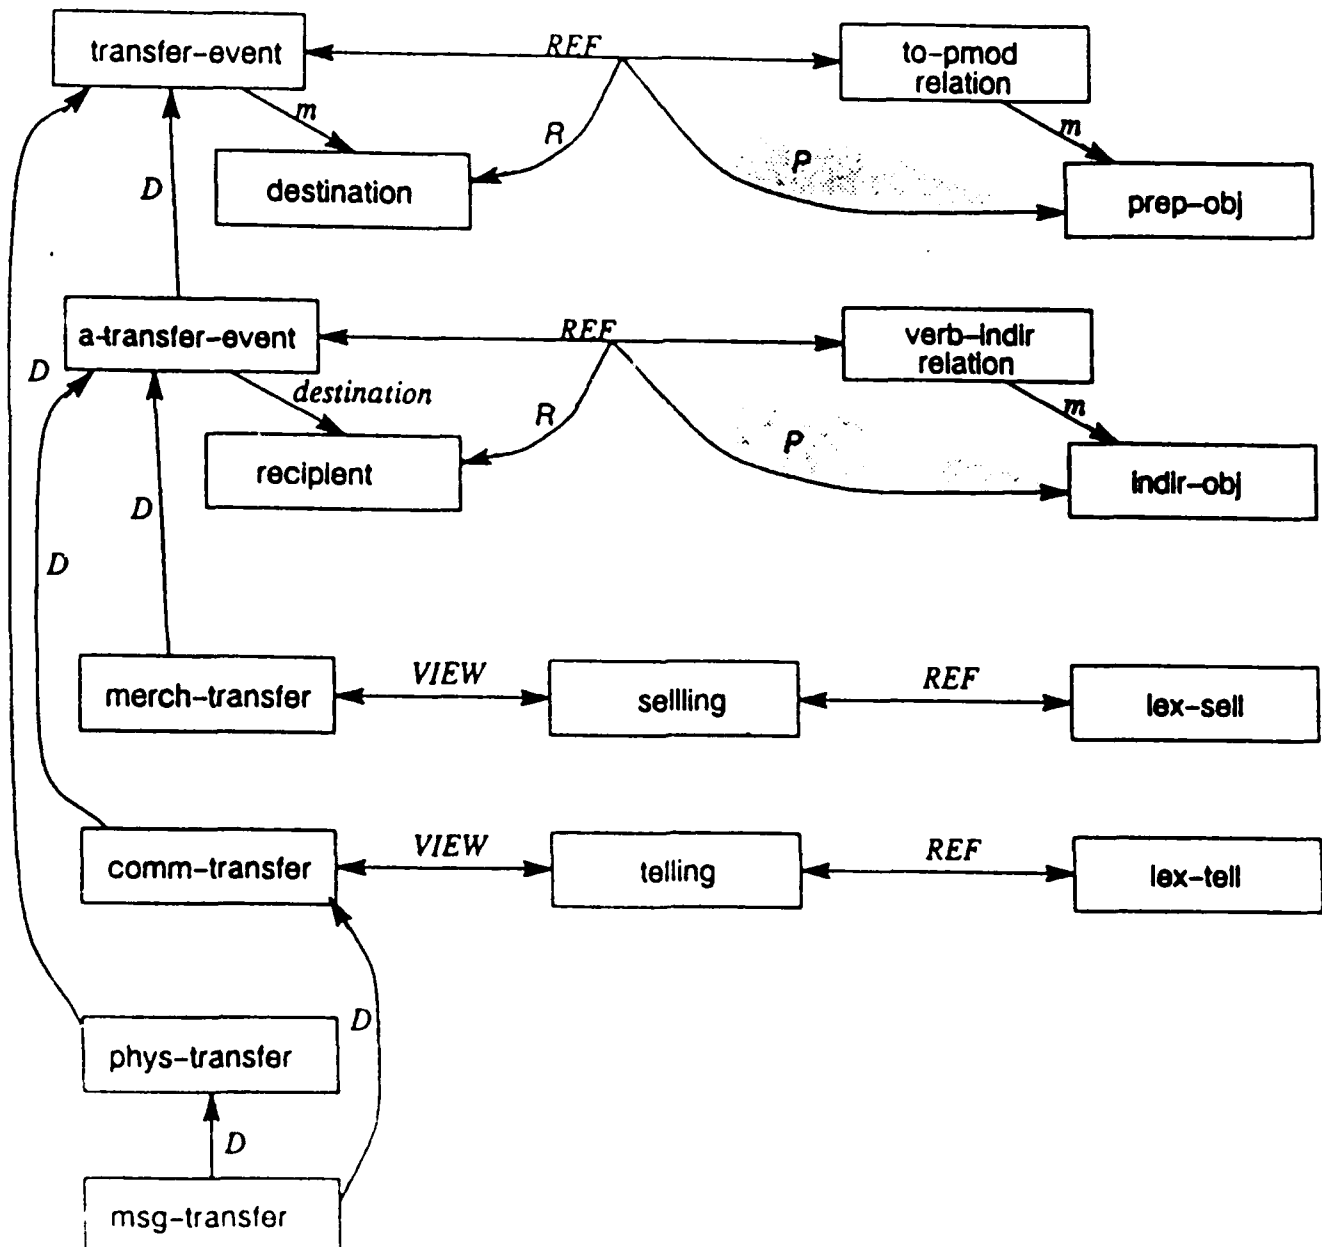 transfer-event
REF
to-pmod
relation
m
m
R
P
D
destination
prep-obj
a-transfer-event
REF
verb-indir
relation
D
destination
m
R
P
recipient
indir-obj
D
D
merch-transfer
VIEW
sellling
REF
lex-sell
comm-transfer
VIEW
telling
REF
lex-tell
D
phys-transfer
D
msg-transfer